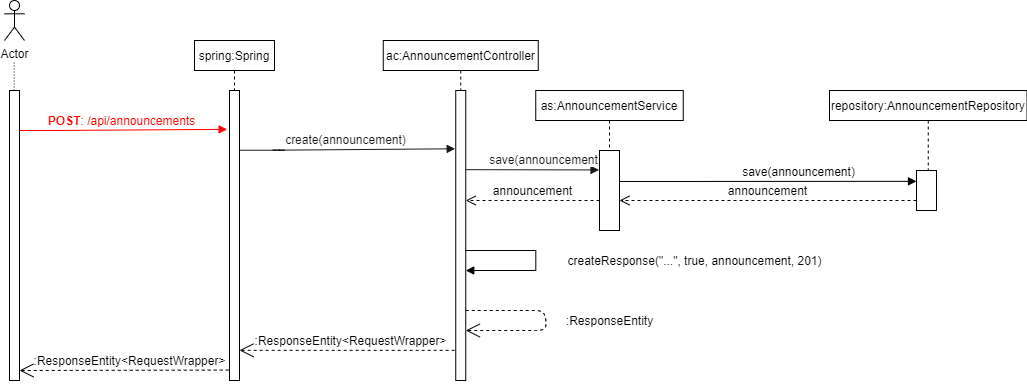 Actor
spring:Spring
ac:AnnouncementController
as:AnnouncementService
repository:AnnouncementRepository
POST: /api/announcements
create(announcement)
save(announcement
save(announcement)
announcement
announcement
createResponse("...", true, announcement, 201)
:ResponseEntity
:ResponseEntity<RequestWrapper>
:ResponseEntity<RequestWrapper>